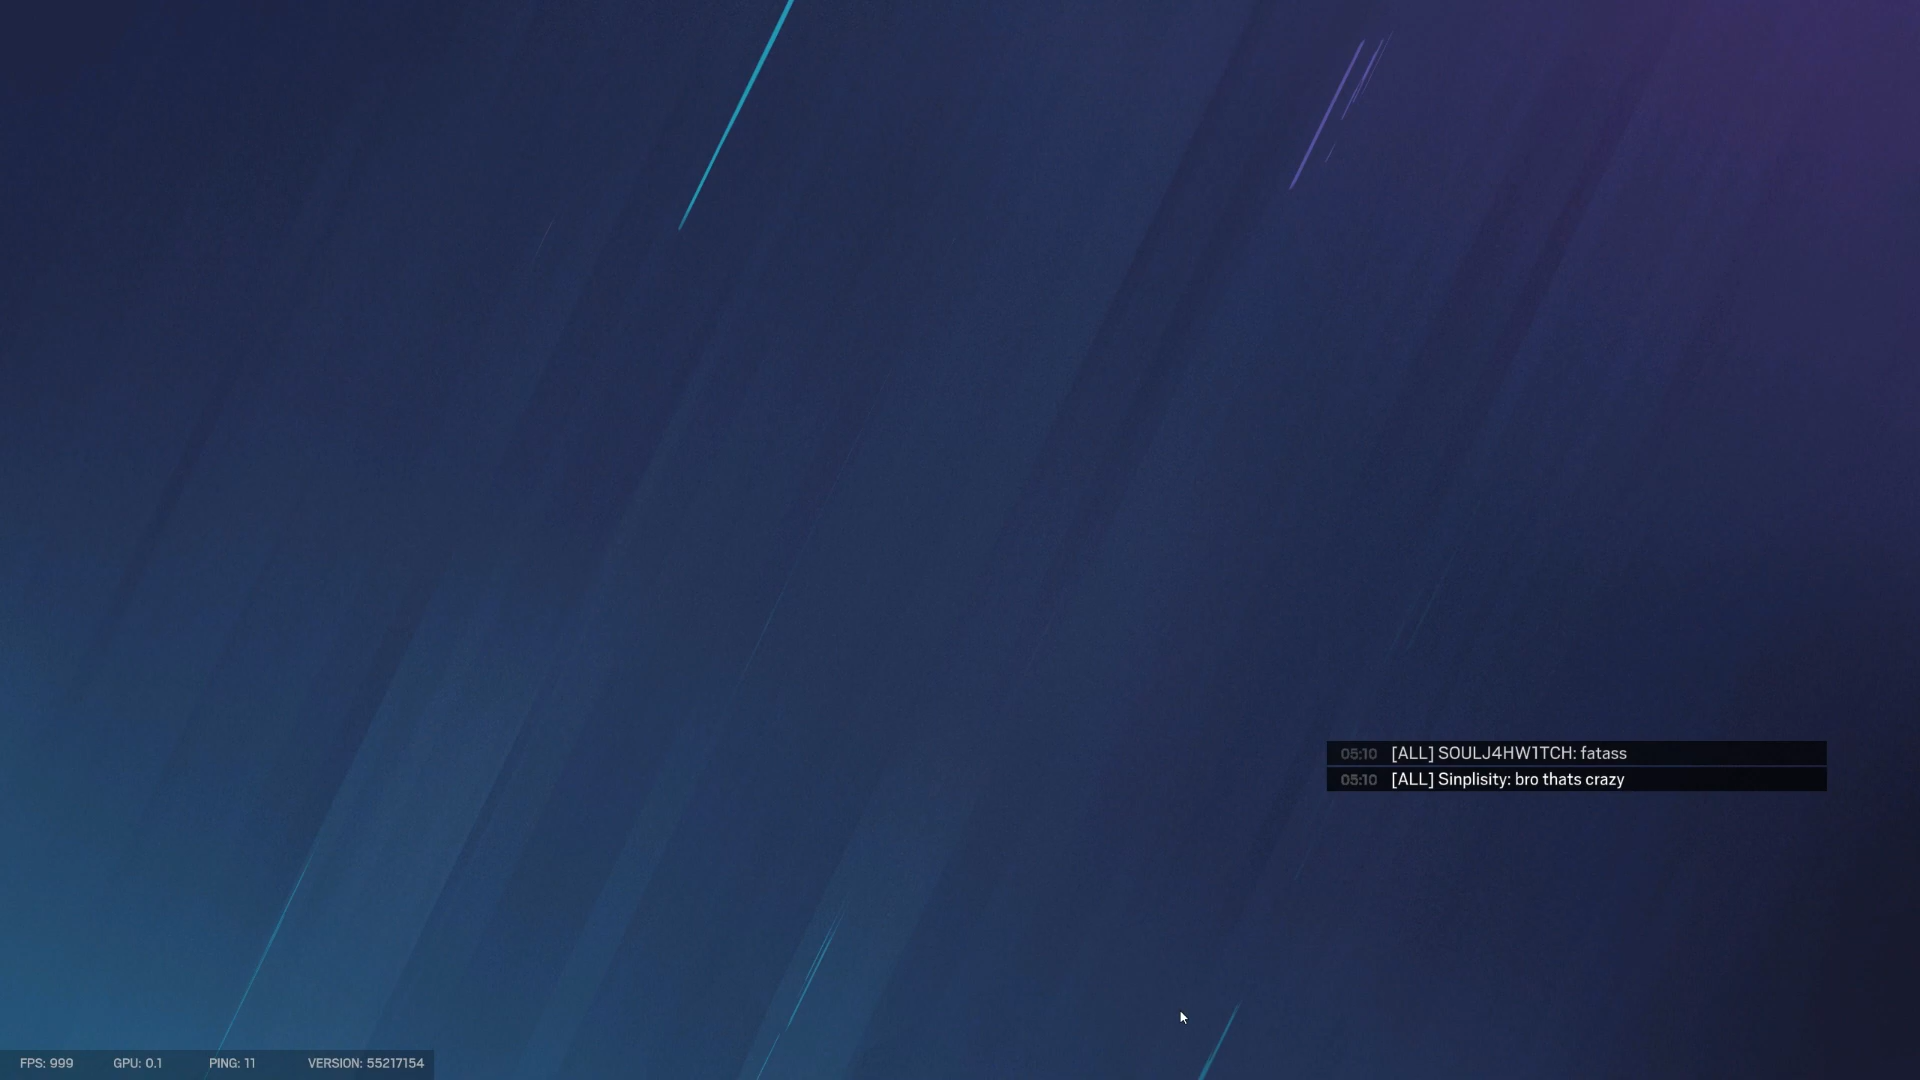 05:10 [ALL] SOULJ4HW1TCH: fatass
05:10 [ALL] Sinplisity: bro thats crazy
FPS: 999 GPU: 0.1 PING: 11 VERSION: 55217154